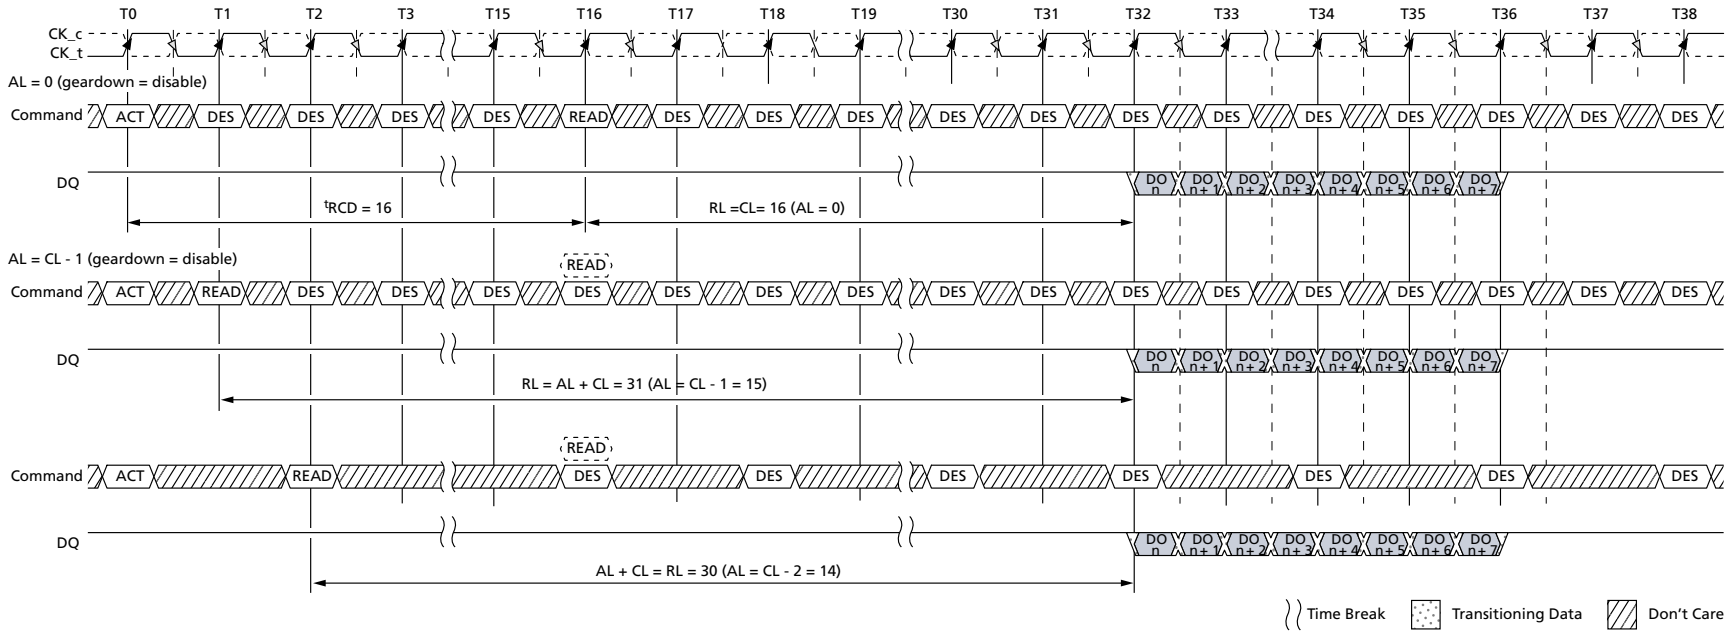 T0 T1 T2 T3 T15 T16 T17 T18 T19 T30 T31 T32 T33 T34 T35 T36 T37 T38
CK_c
CK_t
AL = 0 (geardown = disable)
Command ACT DES DES DES DES READ DES DES DES DES DES DES DES DES DES DES DES DES
DQ DO n DO n + 1 DO n + 2 DO n + 3 DO n + 4 DO n + 5 DO n + 6 DO n + 7
tRCD = 16 RL =CL= 16 (AL = 0)
AL = CL - 1 (geardown = disable)
READ
Command ACT READ DES DES DES DES DES DES DES DES DES DES DES DES DES DES DES DES
DQ DO n DO n + 1 DO n + 2 DO n + 3 DO n + 4 DO n + 5 DO n + 6 DO n + 7
RL = AL + CL = 31 (AL = CL - 1 = 15)
READ
Command ACT READ DES DES DES DES DES DES DES
DQ DO n DO n + 1 DO n + 2 DO n + 3 DO n + 4 DO n + 5 DO n + 6 DO n + 7
AL + CL = RL = 30 (AL = CL - 2 = 14)
Time Break Transitioning Data Don't Care